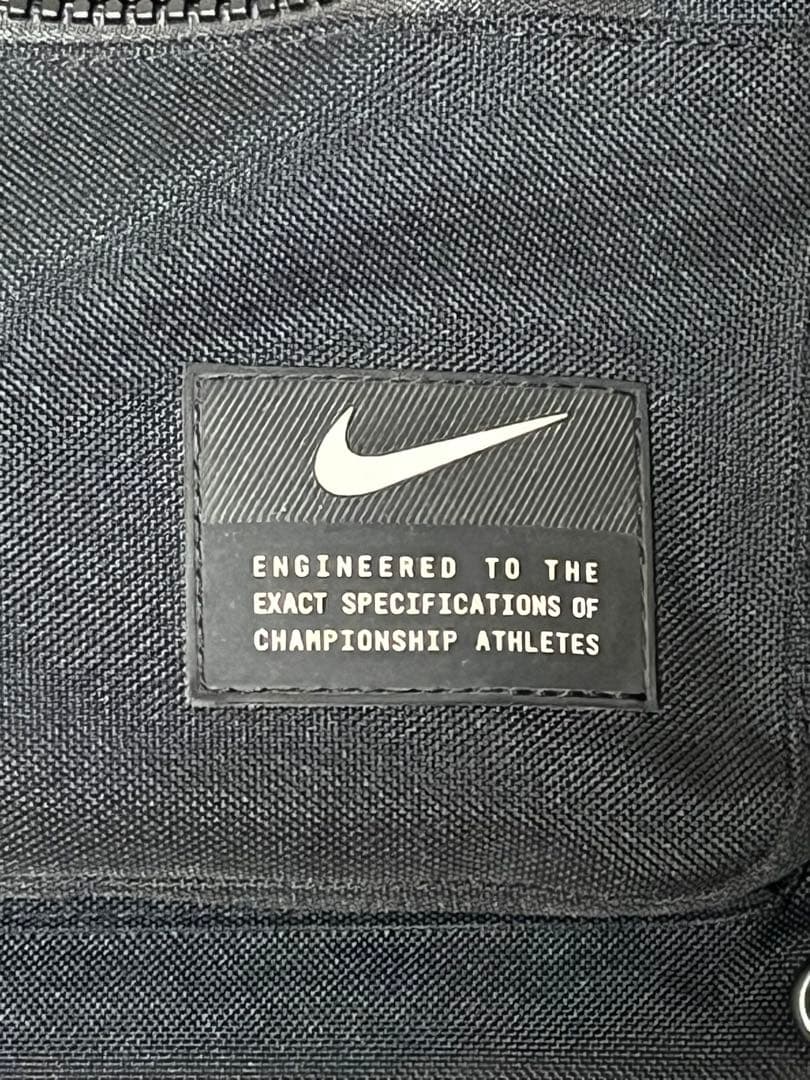 ENGINEERED TO THE
EXACT SPECIFICATIONS OF
CHAMPIONSHIP ATHLETES